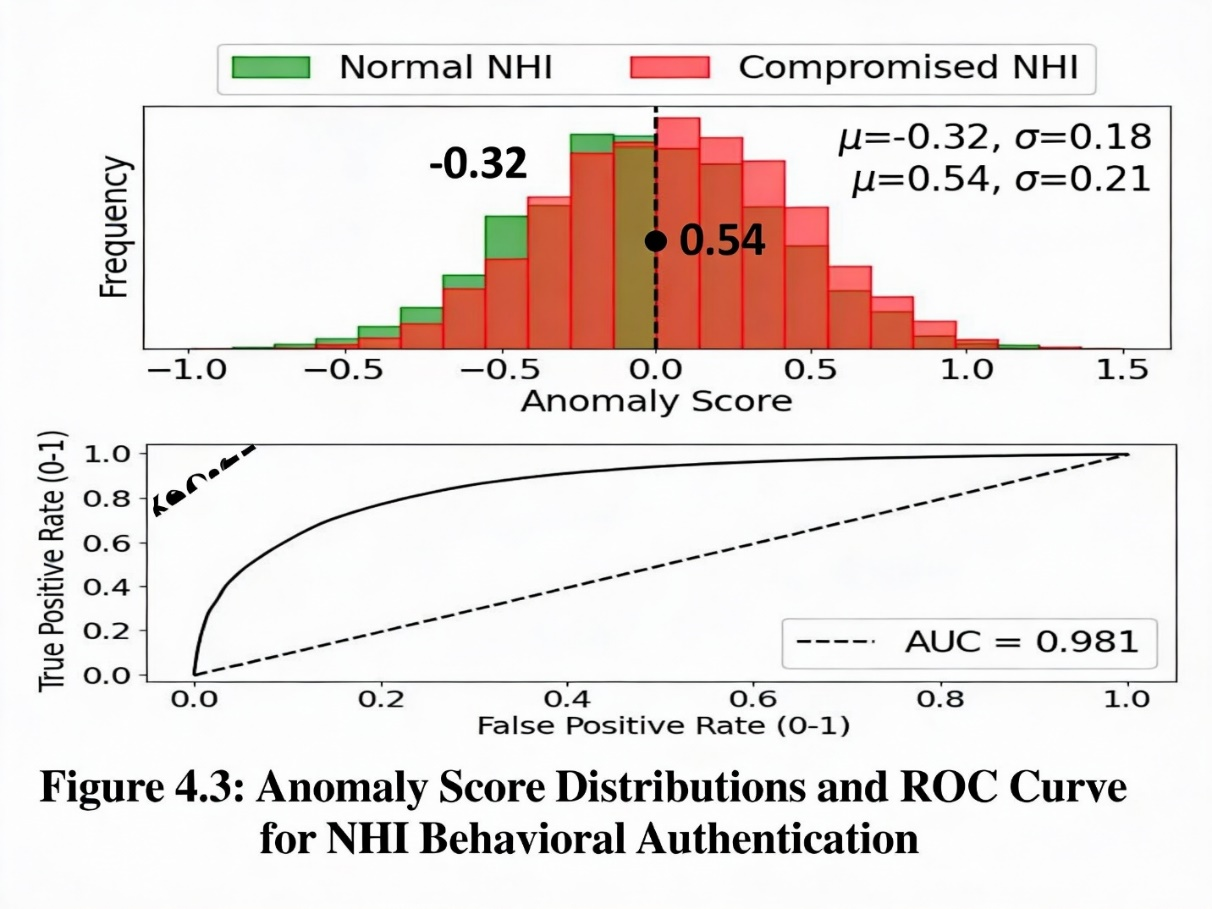 Normal NHI Compromised NHI
μ=-0.32, σ=0.18
μ=0.54, σ=0.21
-0.32
0.54
Frequency
−1.0 −0.5 −0.5 0.0 0.5 1.0 1.5
Anomaly Score
True Positive Rate (0-1)
1.0
0.8
0.6
0.4
0.2
0.0
AUC = 0.981
0.0 0.2 0.4 0.6 0.8 1.0
False Positive Rate (0-1)
Figure 4.3: Anomaly Score Distributions and ROC Curve
for NHI Behavioral Authentication